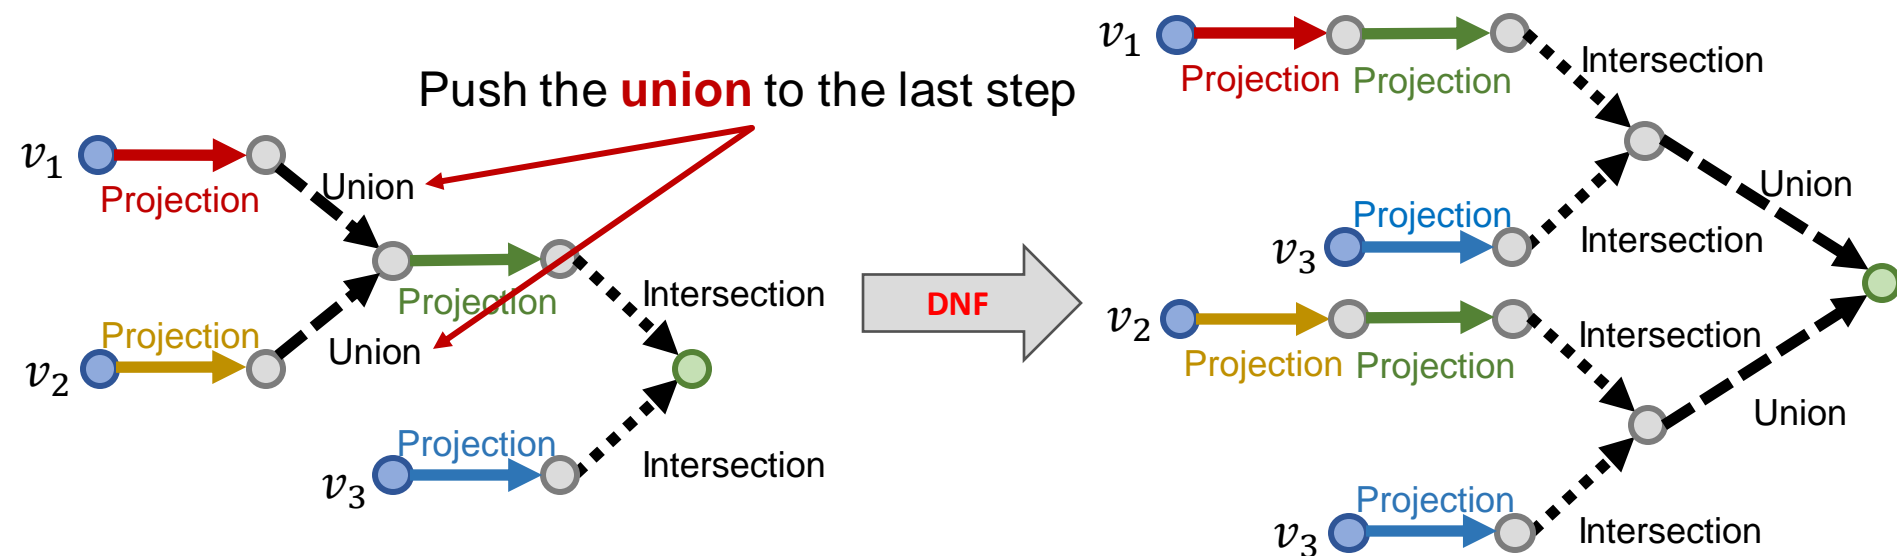 Push the union to the last step
v₁
Projection
Union
Projection
Union
v₂
Projection
Intersection
v₃
Projection
Intersection
DNF
v₁
Projection
Projection
Intersection
v₃
Projection
Intersection
Union
v₂
Projection
Projection
Intersection
Union
v₃
Projection
Intersection